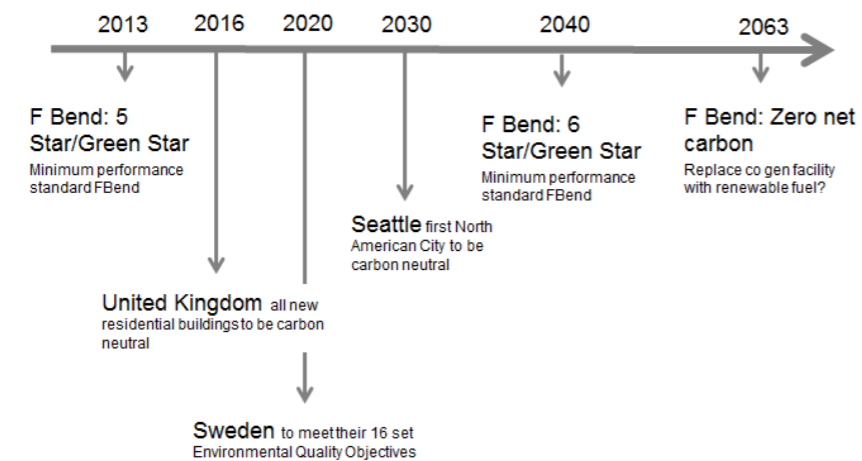 2013 2016 2020 2030 2040 2063
F Bend: 5
Star/Green Star
Minimum performance
standard FBend
F Bend: 6
Star/Green Star
Minimum performance
standard FBend
F Bend: Zero net
carbon
Replace co gen facility
with renewable fuel?
Seattle first North
American City to be
carbon neutral
United Kingdom all new
residential buildings to be carbon
neutral
Sweden to meet their 16 set
Environmental Quality Objectives